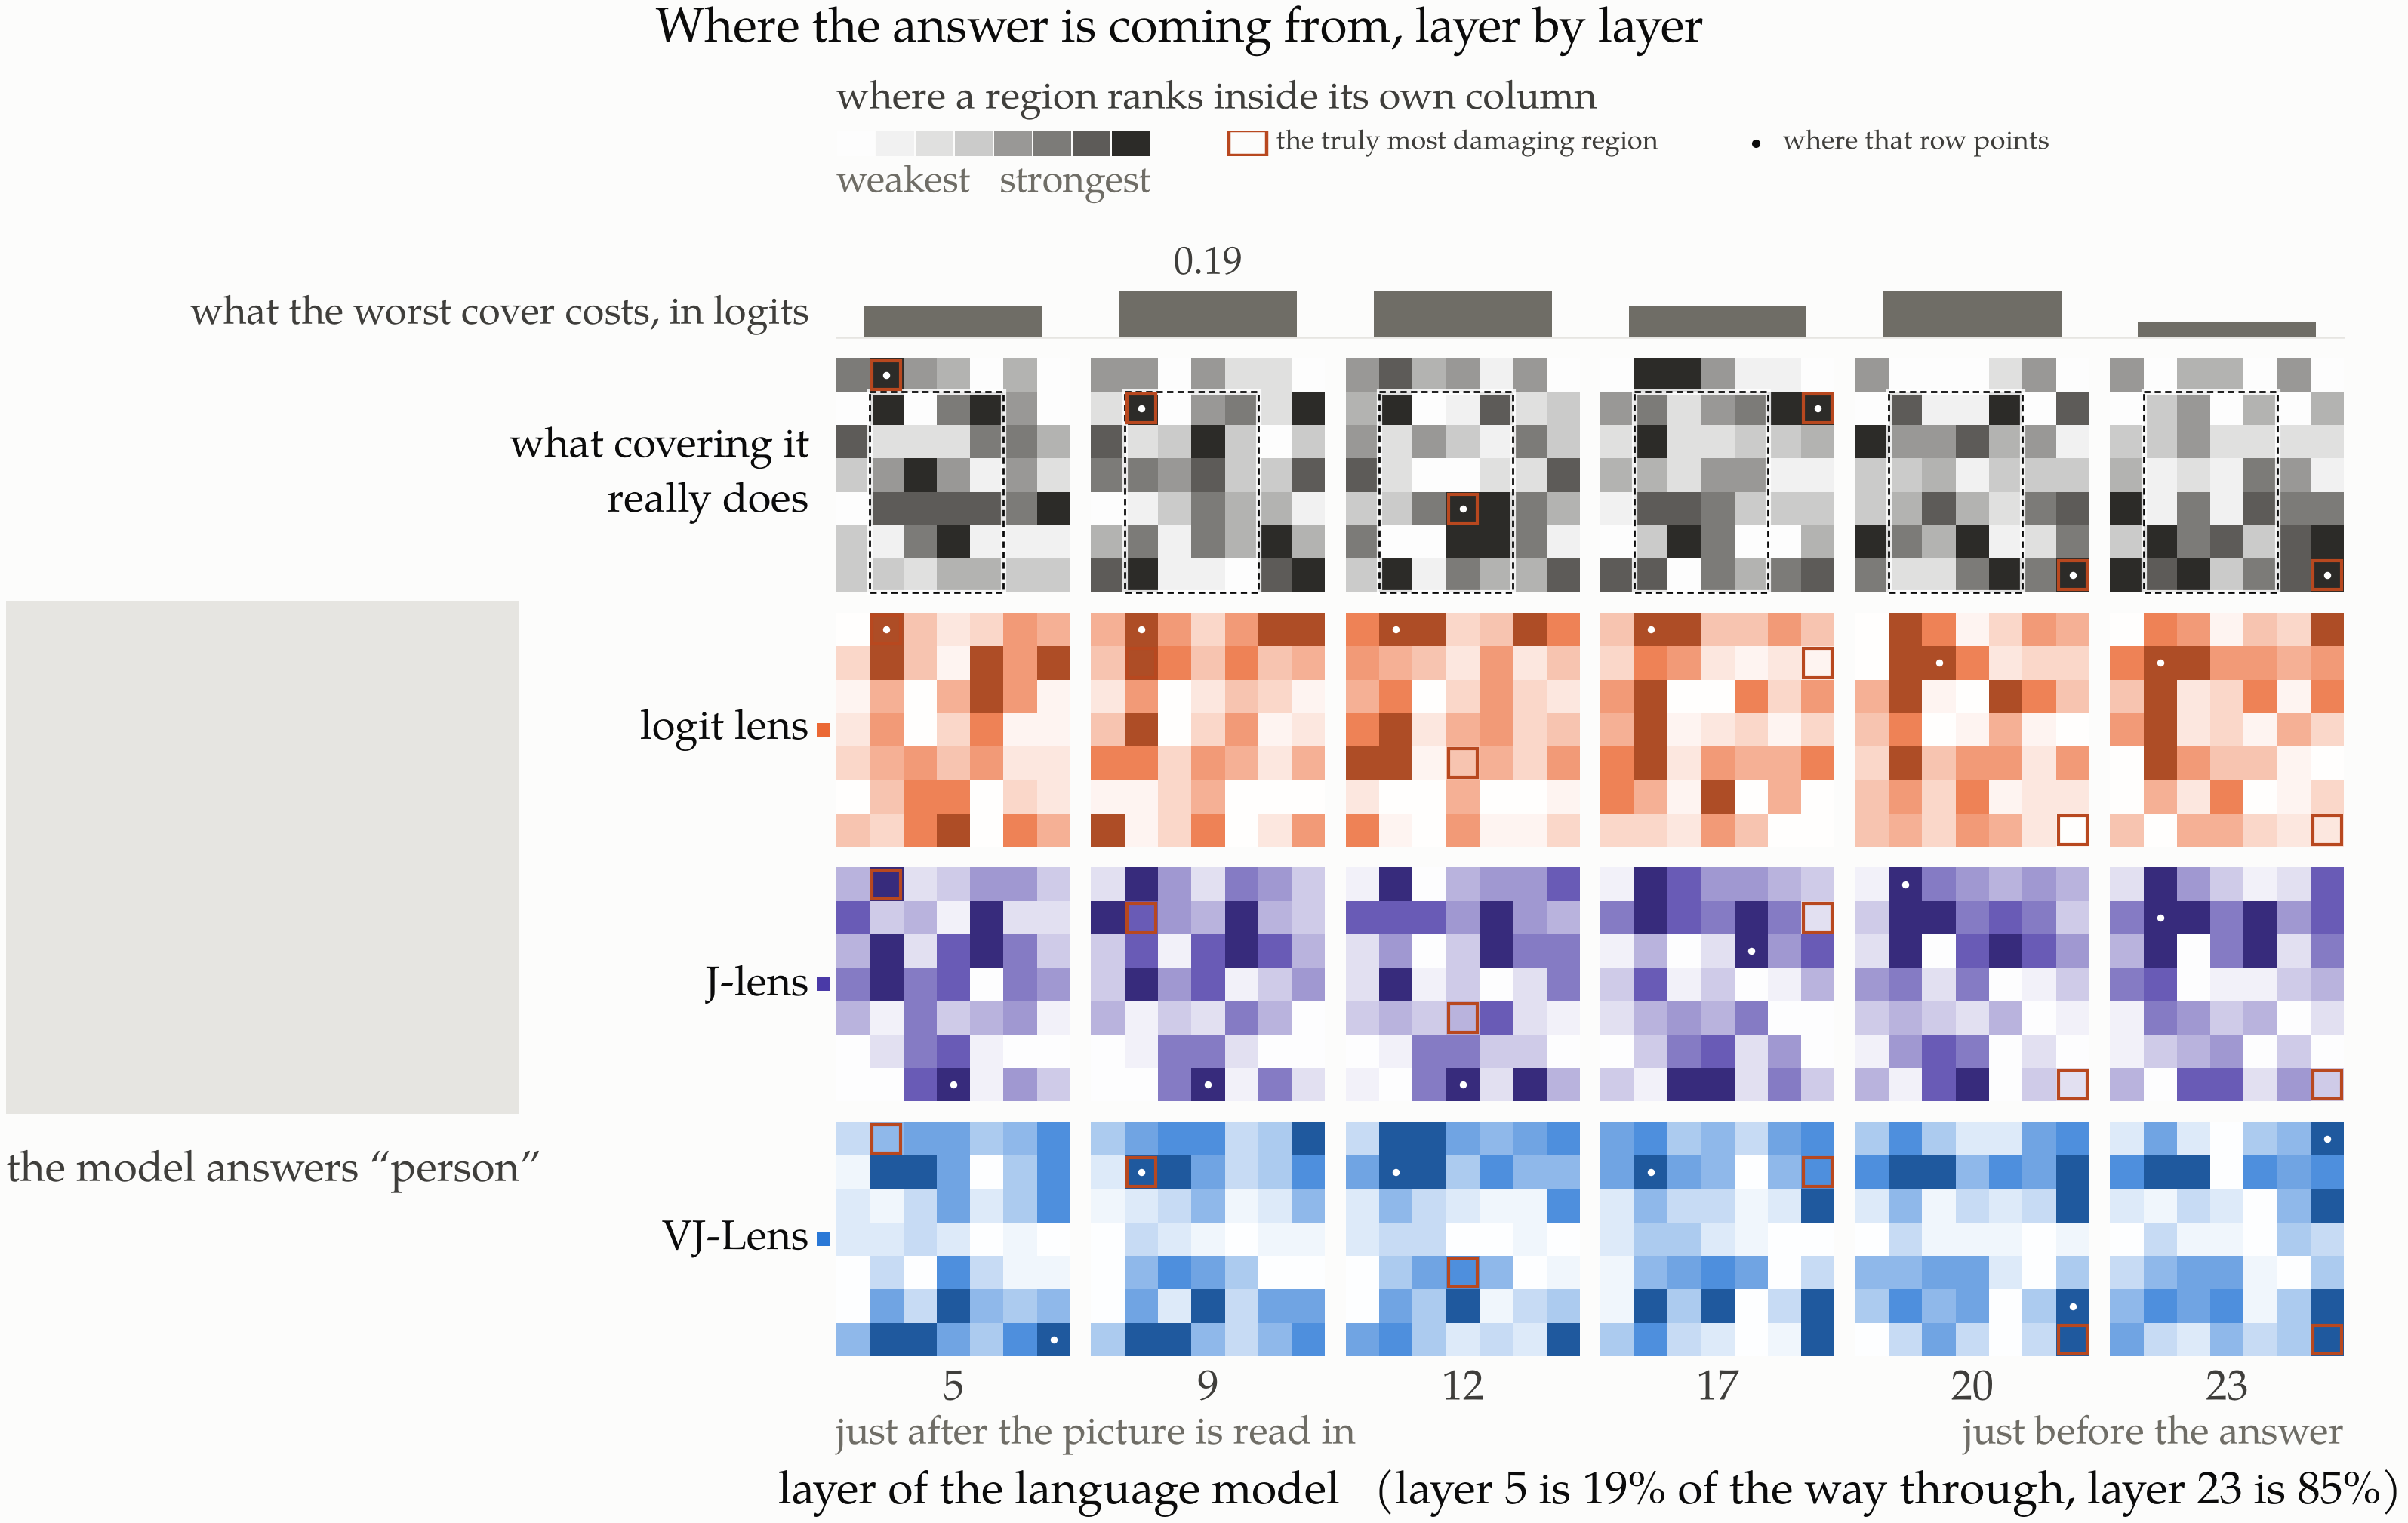 Where the answer is coming from, layer by layer
where a region ranks inside its own column
weakest strongest
the truly most damaging region
where that row points
0.19
what the worst cover costs, in logits
what covering it
really does
logit lens
J-lens
the model answers “person”
VJ-Lens
5 9 12 17 20 23
just after the picture is read in
just before the answer
layer of the language model (layer 5 is 19% of the way through, layer 23 is 85%)